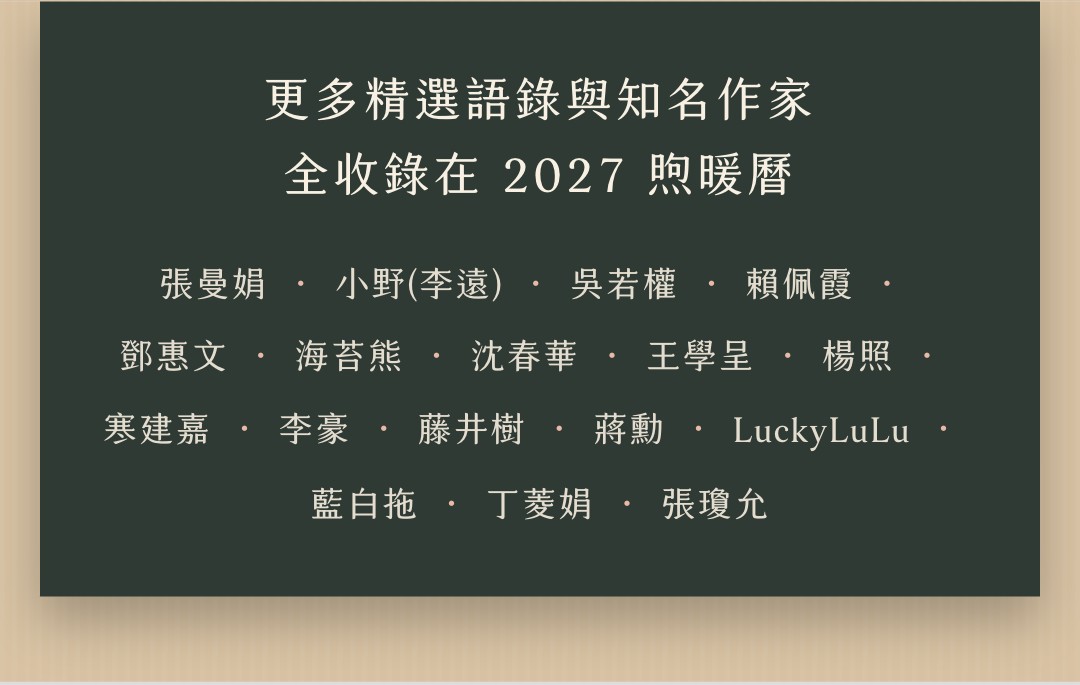 更多精選語錄與知名作家
全收錄在 2027 煦暖曆
張曼娟 · 小野(李遠) · 吳若權 · 賴佩霞 ·
鄧惠文 · 海苔熊 · 沈春華 · 王學呈 · 楊照 ·
寒建嘉 · 李豪 · 藤井樹 · 蔣勳 · LuckyLuLu ·
藍白拖 · 丁菱娟 · 張瓊允